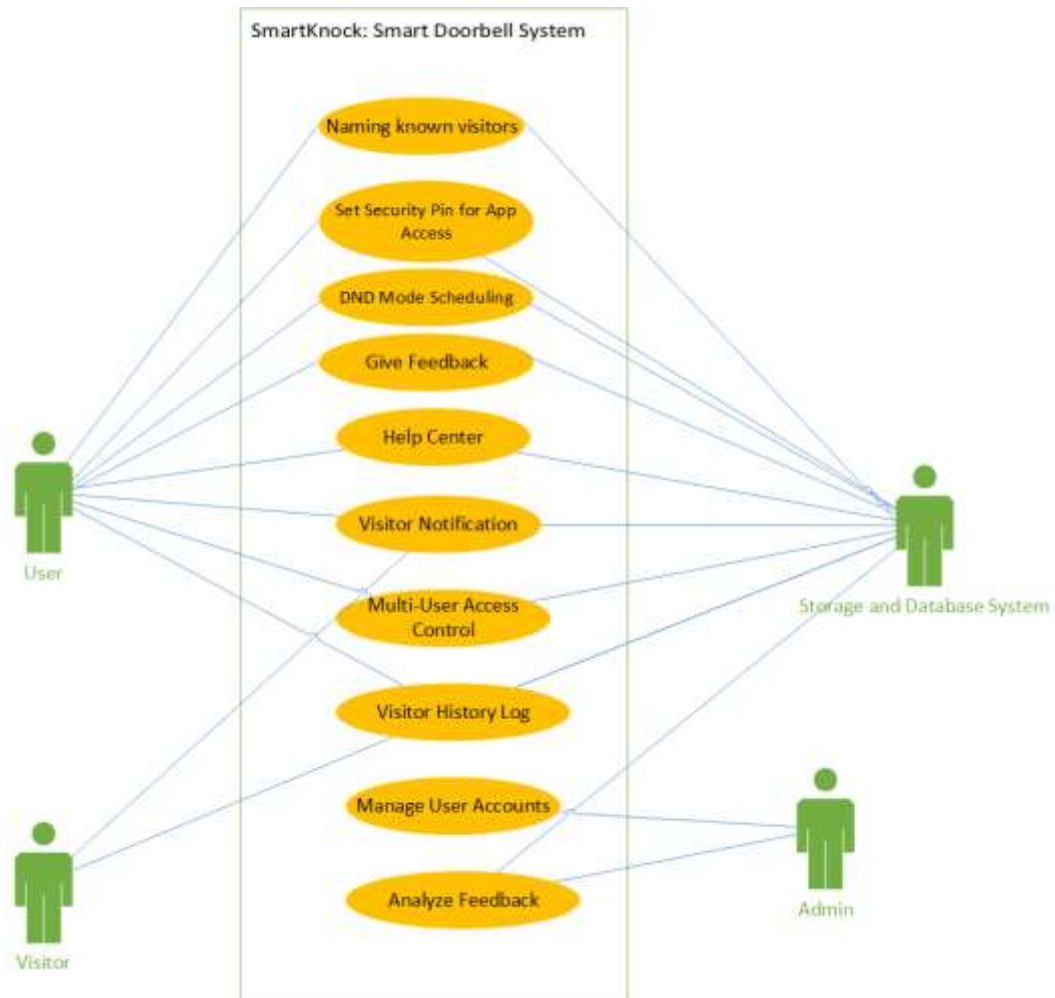 SmartKnock: Smart Doorbell System
Naming known visitors
Set Security Pin for App
Access
DND Mode Scheduling
Give Feedback
Help Center
Visitor Notification
User
Multi-User Access
Control
Storage and Database System
Visitor History Log
Manage User Accounts
Analyze Feedback
Admin
Visitor